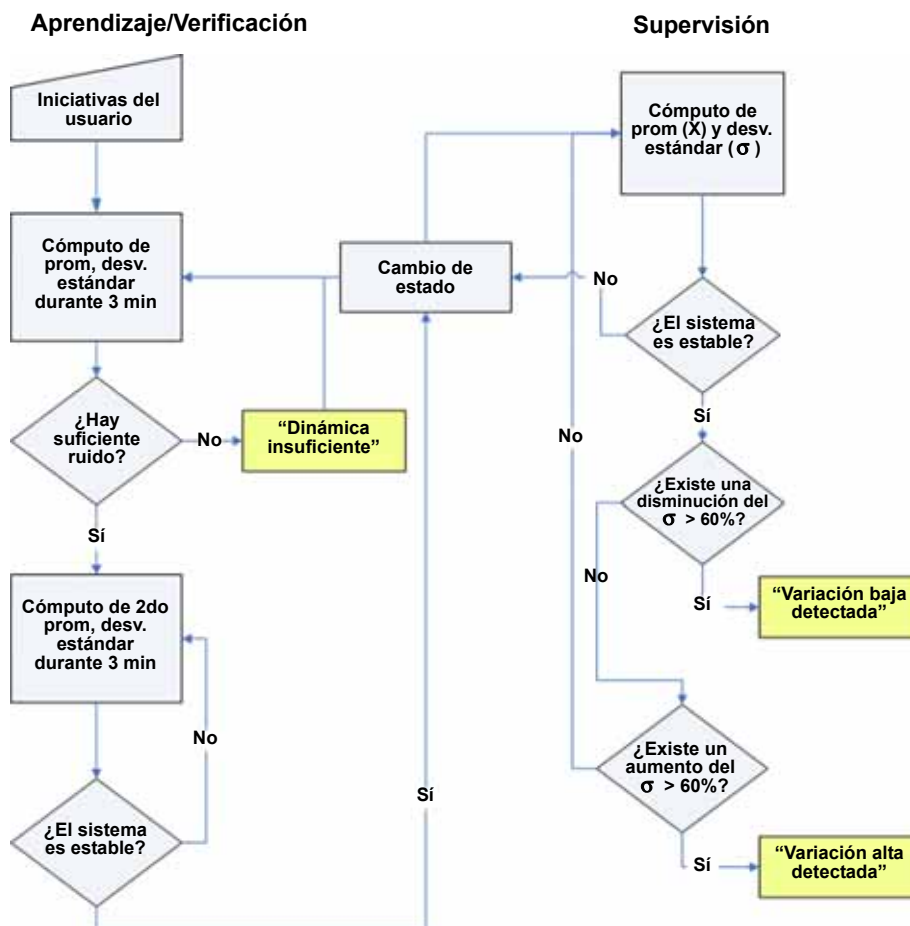 Aprendizaje/Verificación
Iniciativas del
usuario
Cómputo de
prom, desv.
estándar
durante 3 min
¿Hay
suficiente
ruido?
No
“Dinámica
insuficiente”
Sí
Cómputo de 2do
prom, desv.
estándar
durante 3 min
No
¿El sistema
es estable?
Sí
Cambio de
estado
Supervisión
Cómputo de
prom (X) y desv.
estándar (σ)
No
¿El sistema
es estable?
Sí
¿Existe una
disminución del
σ > 60%?
No
Sí
“Variación baja
detectada”
No
¿Existe un
aumento del
σ > 60%?
Sí
“Variación alta
detectada”